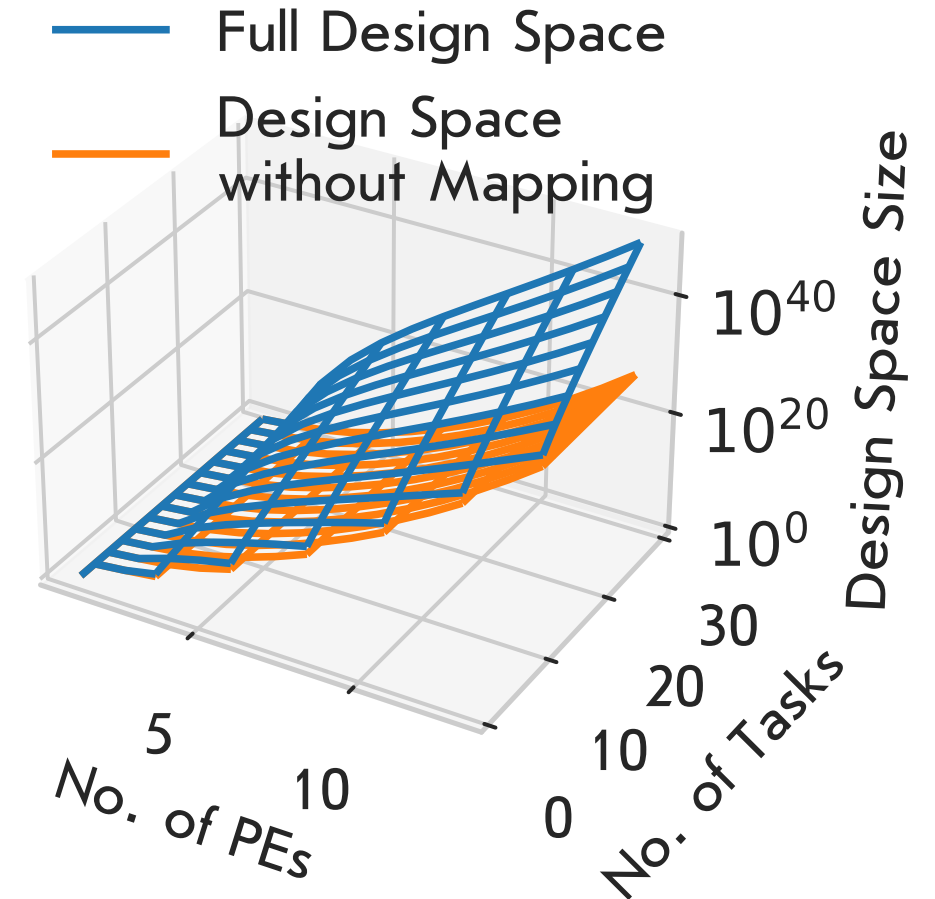 Full Design Space
Design Space
without Mapping
Design Space Size
10^40
10^20
10^0
30
20
10
0
No. of Tasks
5
10
No. of PEs